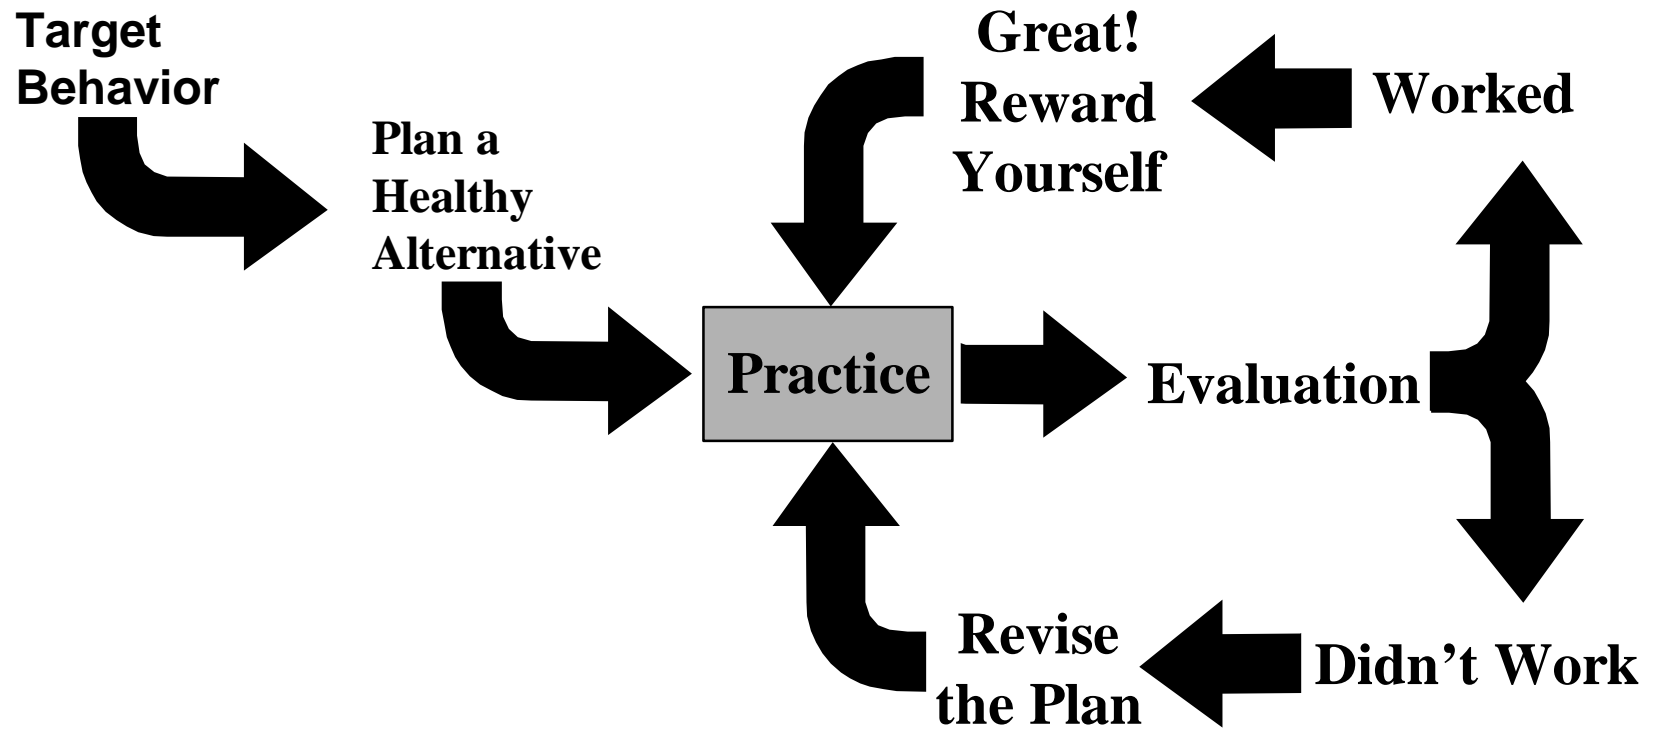 Target
Behavior
Plan a
Healthy
Alternative
Great!
Reward
Yourself
Worked
Practice
Evaluation
Revise
the Plan
Didn’t Work